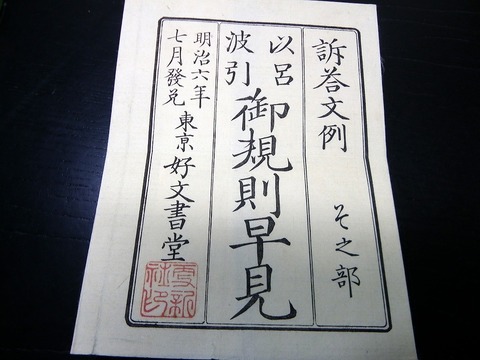 訴答文例
そ之部
以呂波引
御規則早見
明治六年七月發兌
東京 好文書堂